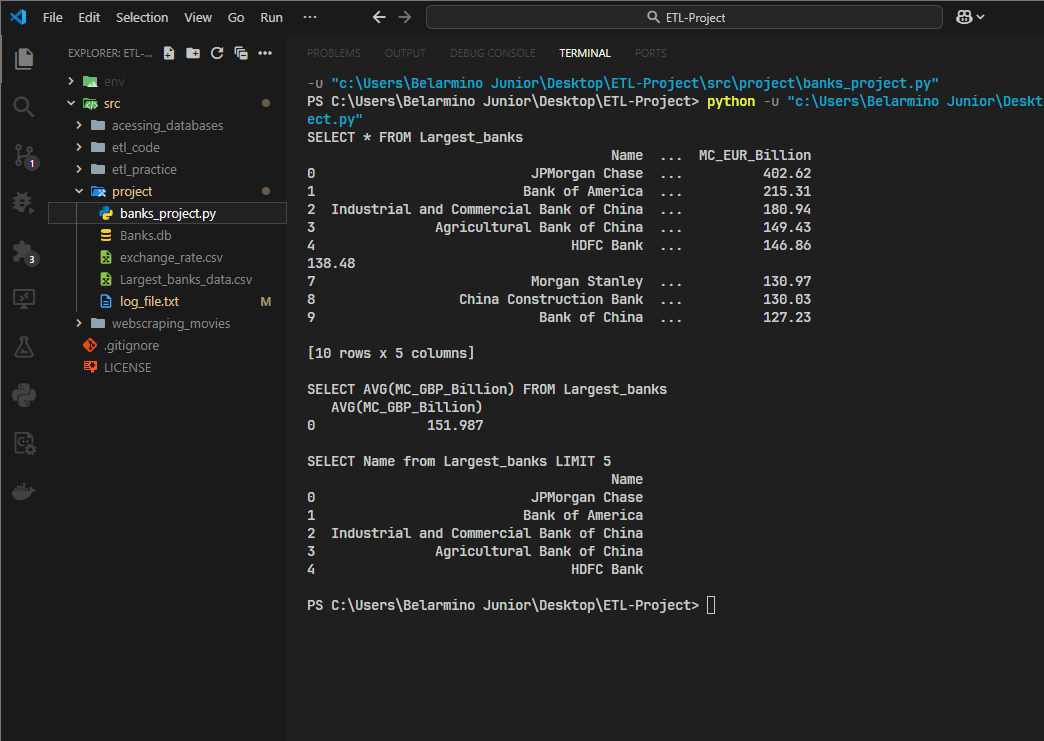 File Edit Selection View Go Run ··· ETL-Project
EXPLORER: ETL-...
env
src
acessing_databases
etl_code
etl_practice
project
banks_project.py
Banks.db
exchange_rate.csv
Largest_banks_data.csv
log_file.txt M
webscraping_movies
.gitignore
LICENSE
1
3
PROBLEMS OUTPUT DEBUG CONSOLE TERMINAL PORTS
-u "c:\Users\Belarmino Junior\Desktop\ETL-Project\src\project\banks_project.py"
PS C:\Users\Belarmino Junior\Desktop\ETL-Project> python -u "c:\Users\Belarmino Junior\Deskt
ect.py"
SELECT * FROM Largest_banks
Name ... MC_EUR_Billion
0 JPMorgan Chase ... 402.62
1 Bank of America ... 215.31
2 Industrial and Commercial Bank of China ... 180.94
3 Agricultural Bank of China ... 149.43
4 HDFC Bank ... 146.86
138.48
7 Morgan Stanley ... 130.97
8 China Construction Bank ... 130.03
9 Bank of China ... 127.23
[10 rows x 5 columns]
SELECT AVG(MC_GBP_Billion) FROM Largest_banks
AVG(MC_GBP_Billion)
0 151.987
SELECT Name from Largest_banks LIMIT 5
Name
0 JPMorgan Chase
1 Bank of America
2 Industrial and Commercial Bank of China
3 Agricultural Bank of China
4 HDFC Bank
PS C:\Users\Belarmino Junior\Desktop\ETL-Project>